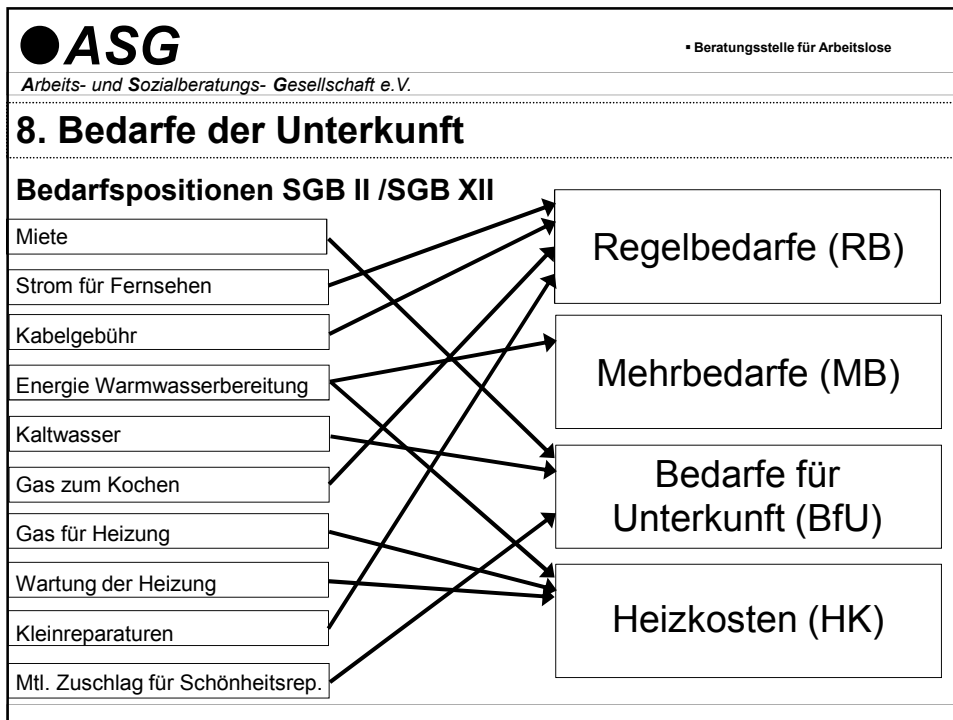 ASG
▪ Beratungsstelle für Arbeitslose
Arbeits- und Sozialberatungs- Gesellschaft e.V.
8. Bedarfe der Unterkunft
Bedarfspositionen SGB II /SGB XII
Miete
Strom für Fernsehen
Kabelgebühr
Energie Warmwasserbereitung
Kaltwasser
Gas zum Kochen
Gas für Heizung
Wartung der Heizung
Kleinreparaturen
Mtl. Zuschlag für Schönheitsrep.
Regelbedarfe (RB)
Mehrbedarfe (MB)
Bedarfe für
Unterkunft (BfU)
Heizkosten (HK)